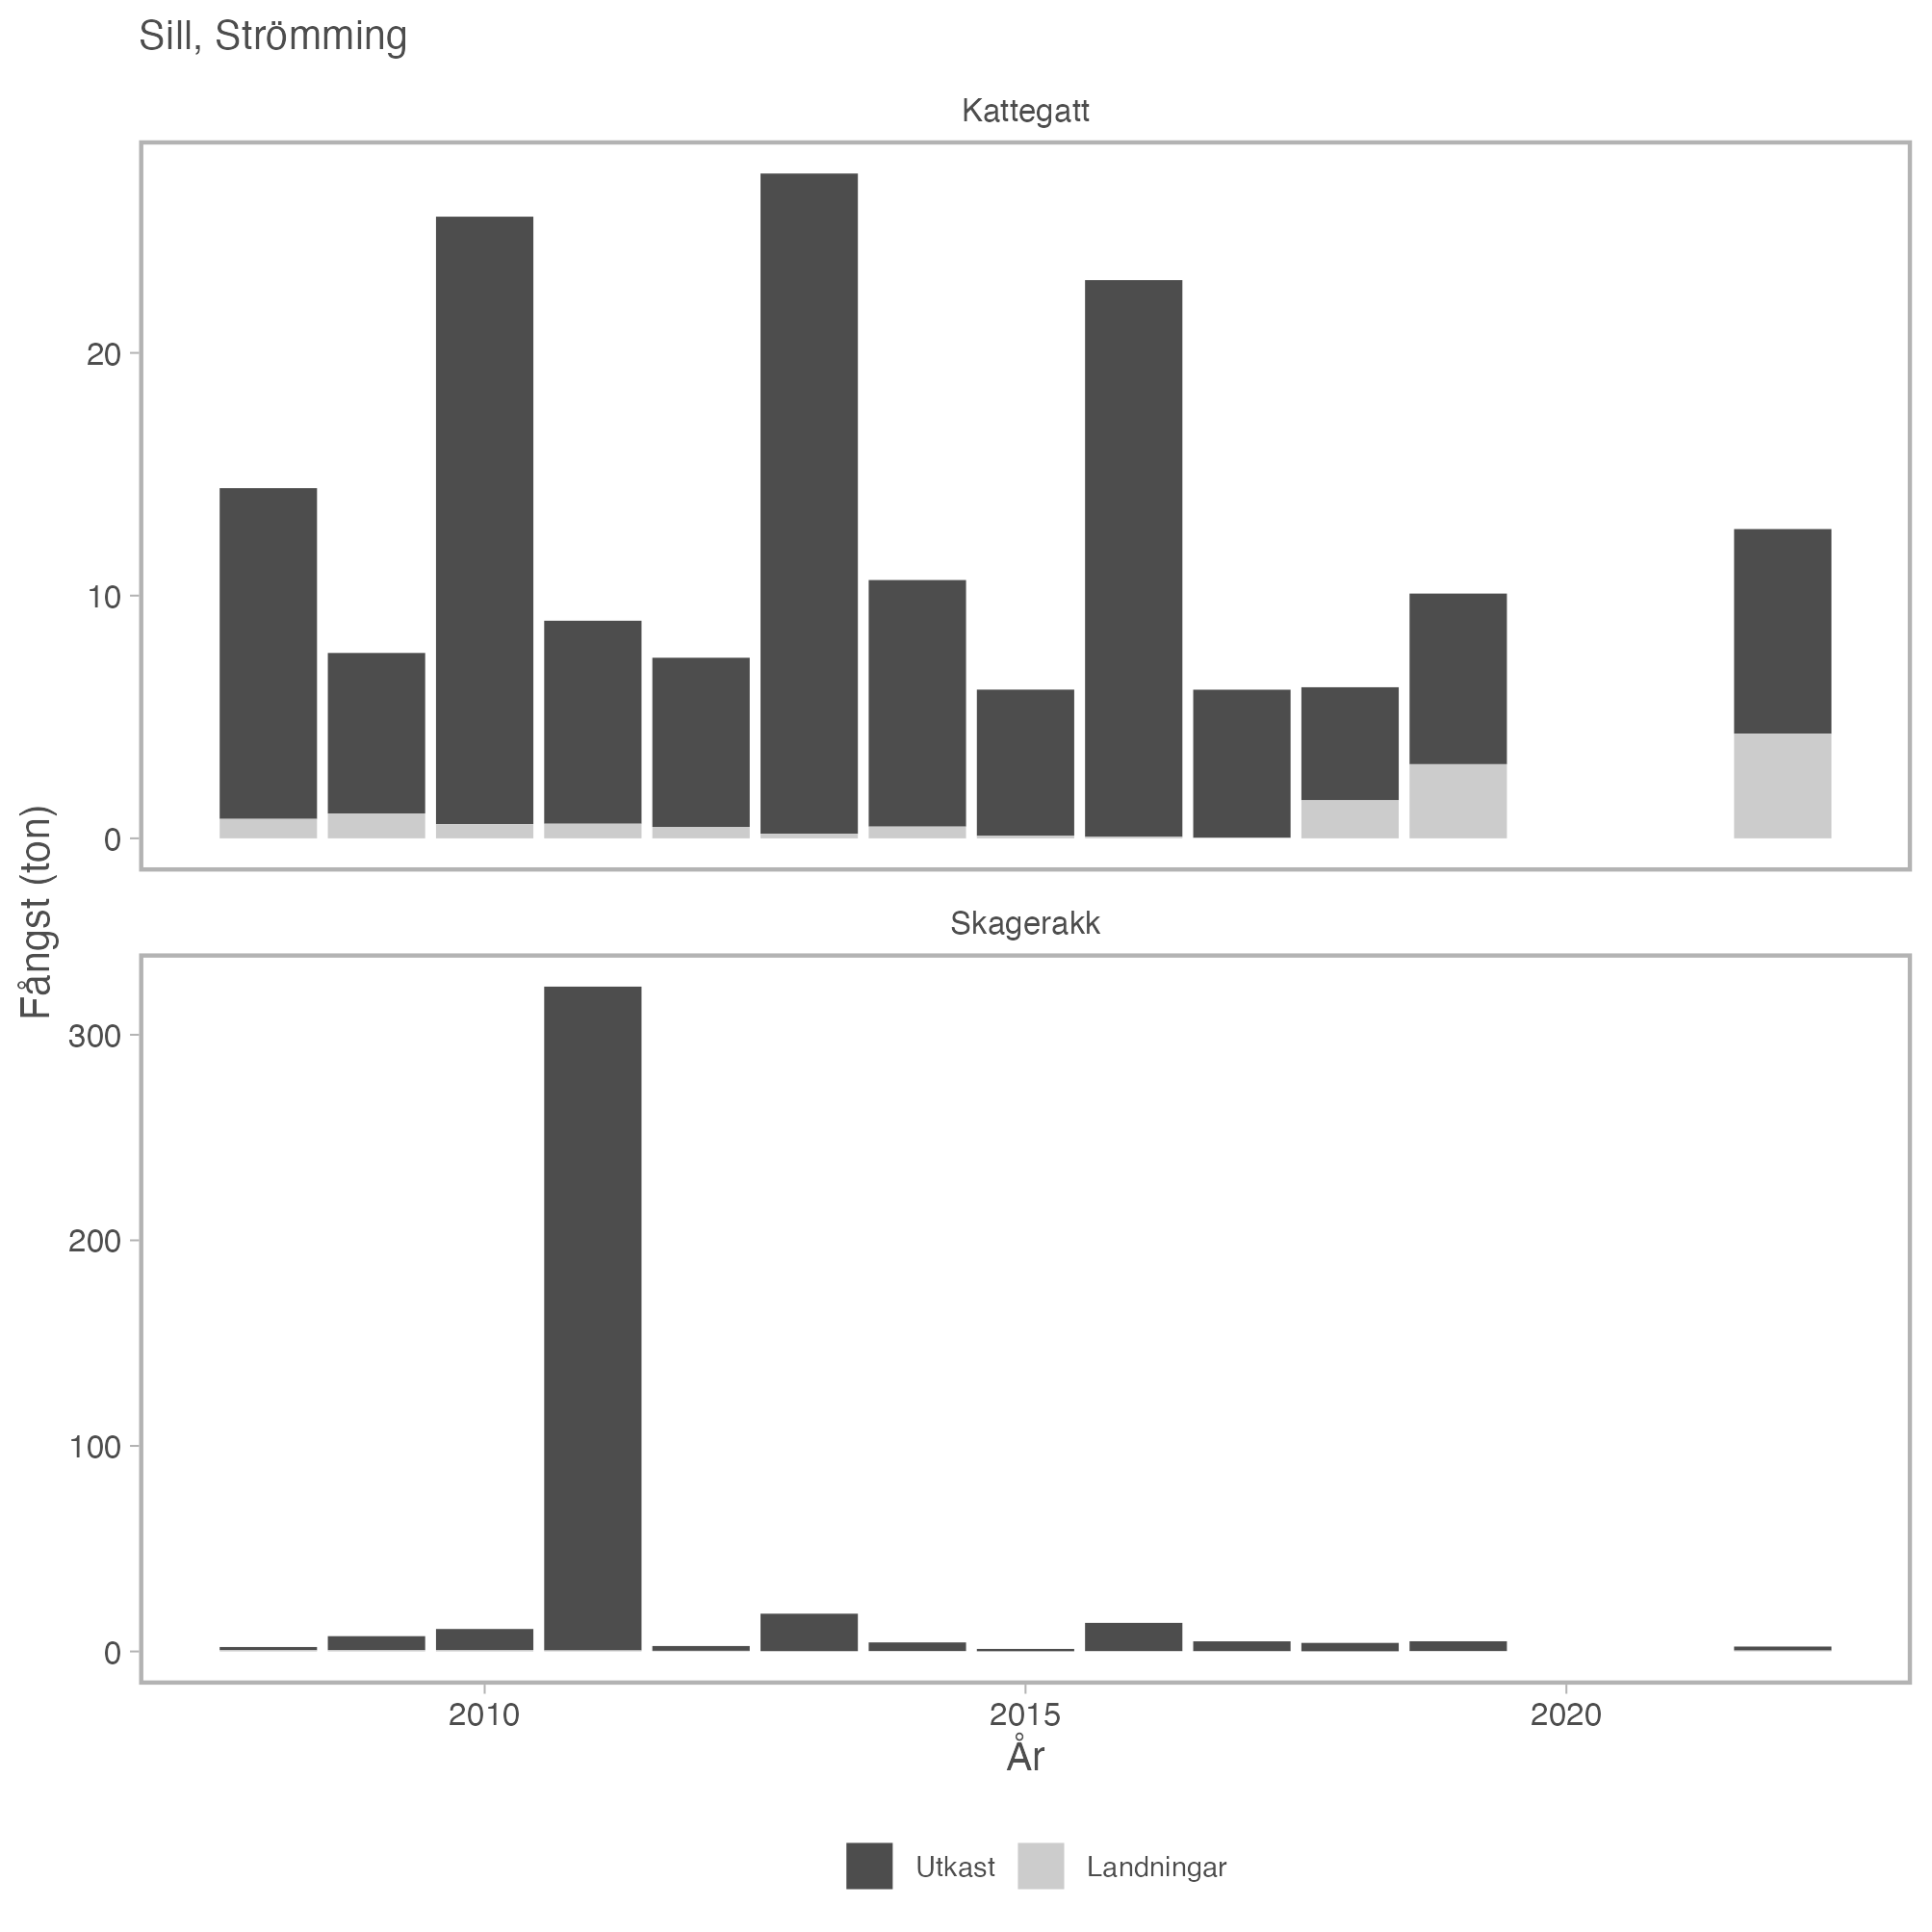 Sill, Strömming
Kattegatt
20
10
0
Fångst (ton)
Skagerakk
300
200
100
0
2010 2015 2020
År
Utkast Landningar